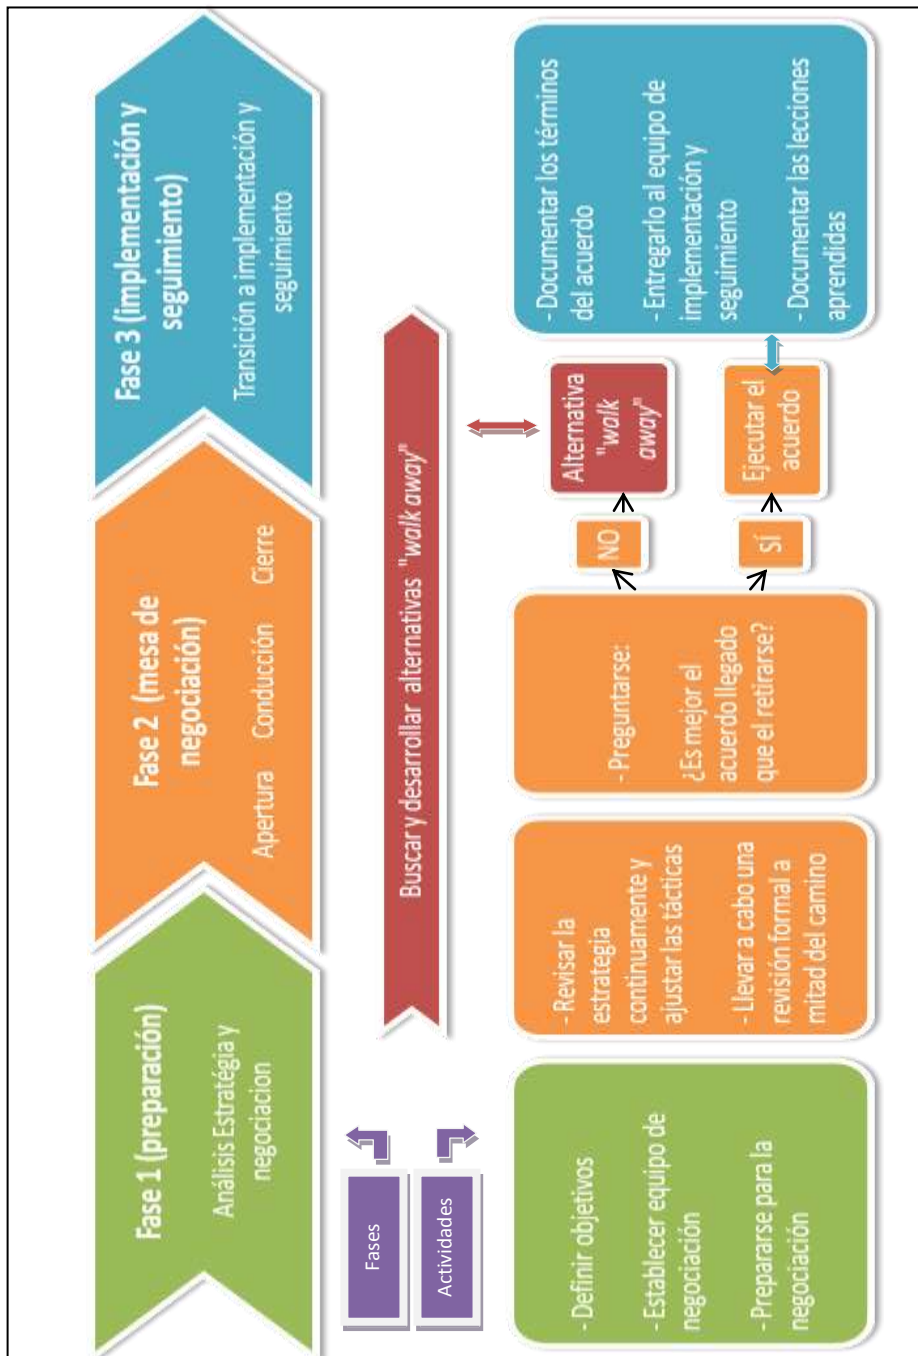 Fase 1 (preparación)
Análisis Estratégia y
negociacion
Fase 2 (mesa de
negociación)
Apertura Conducción Cierre
Fase 3 (implementación y
seguimiento)
Transición a implementación y
seguimiento
Fases
Actividades
Buscar y desarrollar alternativas "walk away"
- Definir objetivos
- Establecer equipo de
negociación
- Prepararse para la
negociación
- Revisar la
estrategia
continuamente y
ajustar las tácticas
- Llevar a cabo una
revisión formal a
mitad del camino
- Preguntarse:
¿Es mejor el
acuerdo llegado
que el retirarse?
NO
SÍ
Alternativa
"walk
away"
Ejecutar el
acuerdo
- Documentar los términos
del acuerdo
- Entregarlo al equipo de
implementación y
seguimiento
- Documentar las lecciones
aprendidas